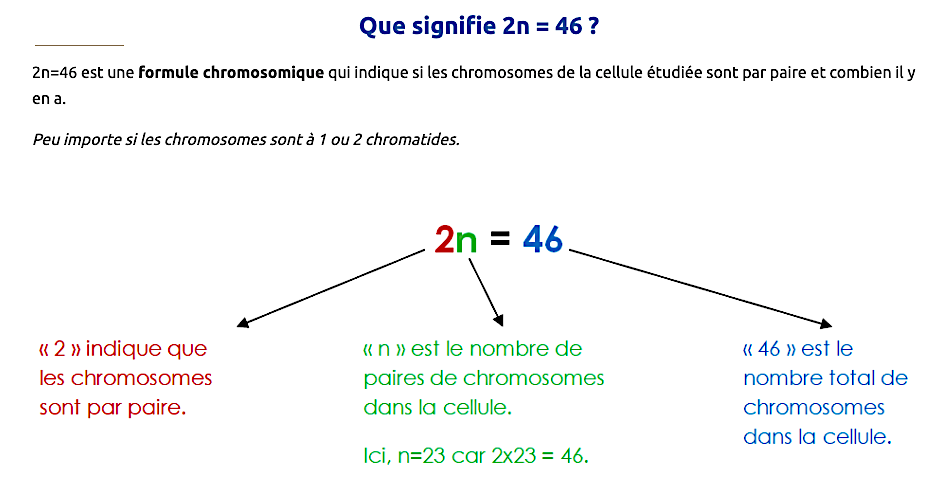 Que signifie 2n = 46 ?
2n=46 est une formule chromosomique qui indique si les chromosomes de la cellule étudiée sont par paire et combien il y
en a.
Peu importe si les chromosomes sont à 1 ou 2 chromatides.
2n = 46
« 2 » indique que
les chromosomes
sont par paire.
« n » est le nombre de
paires de chromosomes
dans la cellule.
Ici, n=23 car 2x23 = 46.
« 46 » est le
nombre total de
chromosomes
dans la cellule.